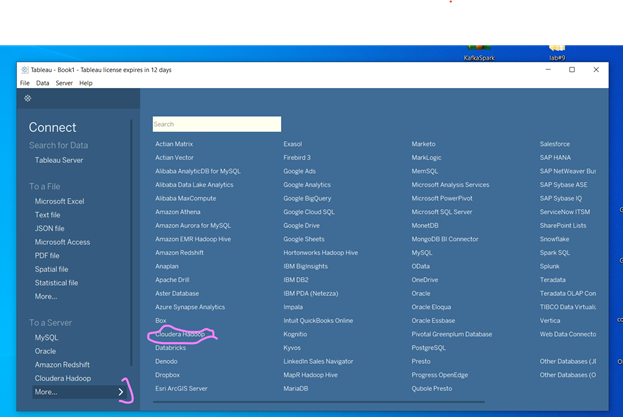 KafkaSpark
lab#9
Tableau - Book1 - Tableau license expires in 12 days
File Data Server Help
Connect
Search for Data
Tableau Server
To a File
Microsoft Excel
Text file
JSON file
Microsoft Access
PDF file
Spatial file
Statistical file
More...
To a Server
MySQL
Oracle
Amazon Redshift
Cloudera Hadoop
More...
Search
Actian Matrix
Actian Vector
Alibaba AnalyticDB for MySQL
Alibaba Data Lake Analytics
Alibaba MaxCompute
Amazon Athena
Amazon Aurora for MySQL
Amazon EMR Hadoop Hive
Amazon Redshift
Anaplan
Apache Drill
Aster Database
Azure Synapse Analytics
Box
Cloudera Hadoop
Databricks
Denodo
Dropbox
Esri ArcGIS Server
Exasol
Firebird 3
Google Ads
Google Analytics
Google BigQuery
Google Cloud SQL
Google Drive
Google Sheets
Hortonworks Hadoop Hive
IBM BigInsights
IBM DB2
IBM PDA (Netezza)
Impala
Intuit QuickBooks Online
Kognitio
Kyvos
LinkedIn Sales Navigator
MapR Hadoop Hive
MariaDB
Marketo
MarkLogic
MemSQL
Microsoft Analysis Services
Microsoft PowerPivot
Microsoft SQL Server
MonetDB
MongoDB BI Connector
MySQL
OData
OneDrive
Oracle
Oracle Eloqua
Oracle Essbase
Pivotal Greenplum Database
PostgreSQL
Presto
Progress OpenEdge
Qubole Presto
Salesforce
SAP HANA
SAP NetWeaver Bu
SAP Sybase ASE
SAP Sybase IQ
ServiceNow ITSM
SharePoint Lists
Snowflake
Spark SQL
Splunk
Teradata
Teradata OLAP Con
TIBCO Data Virtuali
Vertica
Web Data Connecto
Other Databases (J
Other Databases (O